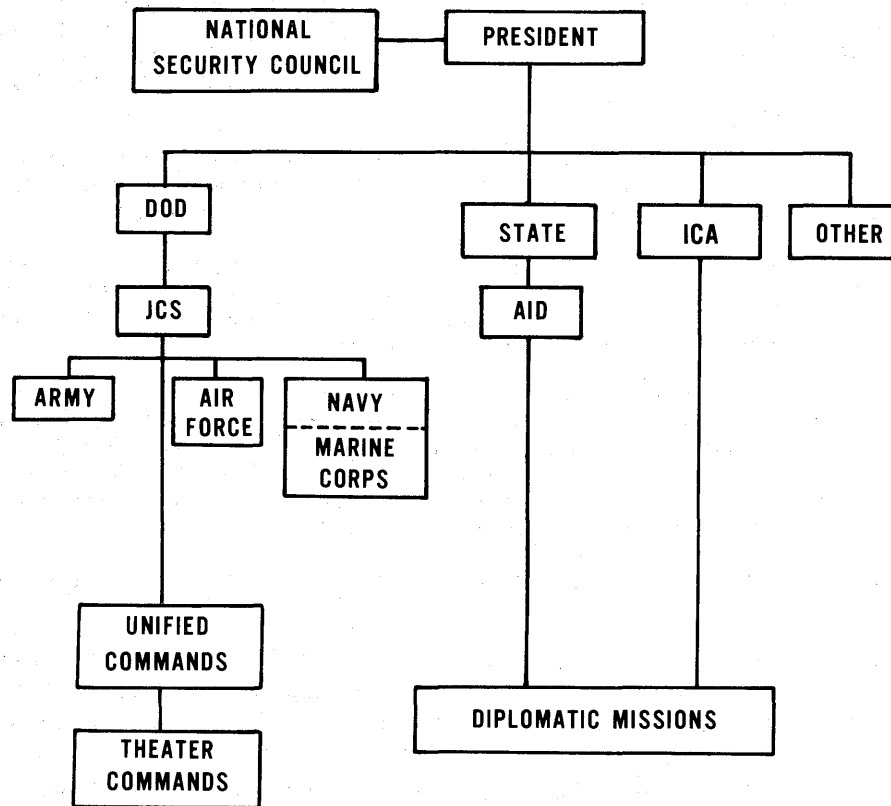 NATIONAL
SECURITY COUNCIL
PRESIDENT
DOD
STATE
ICA
OTHER
JCS
AID
ARMY
AIR
FORCE
NAVY
MARINE
CORPS
UNIFIED
COMMANDS
DIPLOMATIC MISSIONS
THEATER
COMMANDS